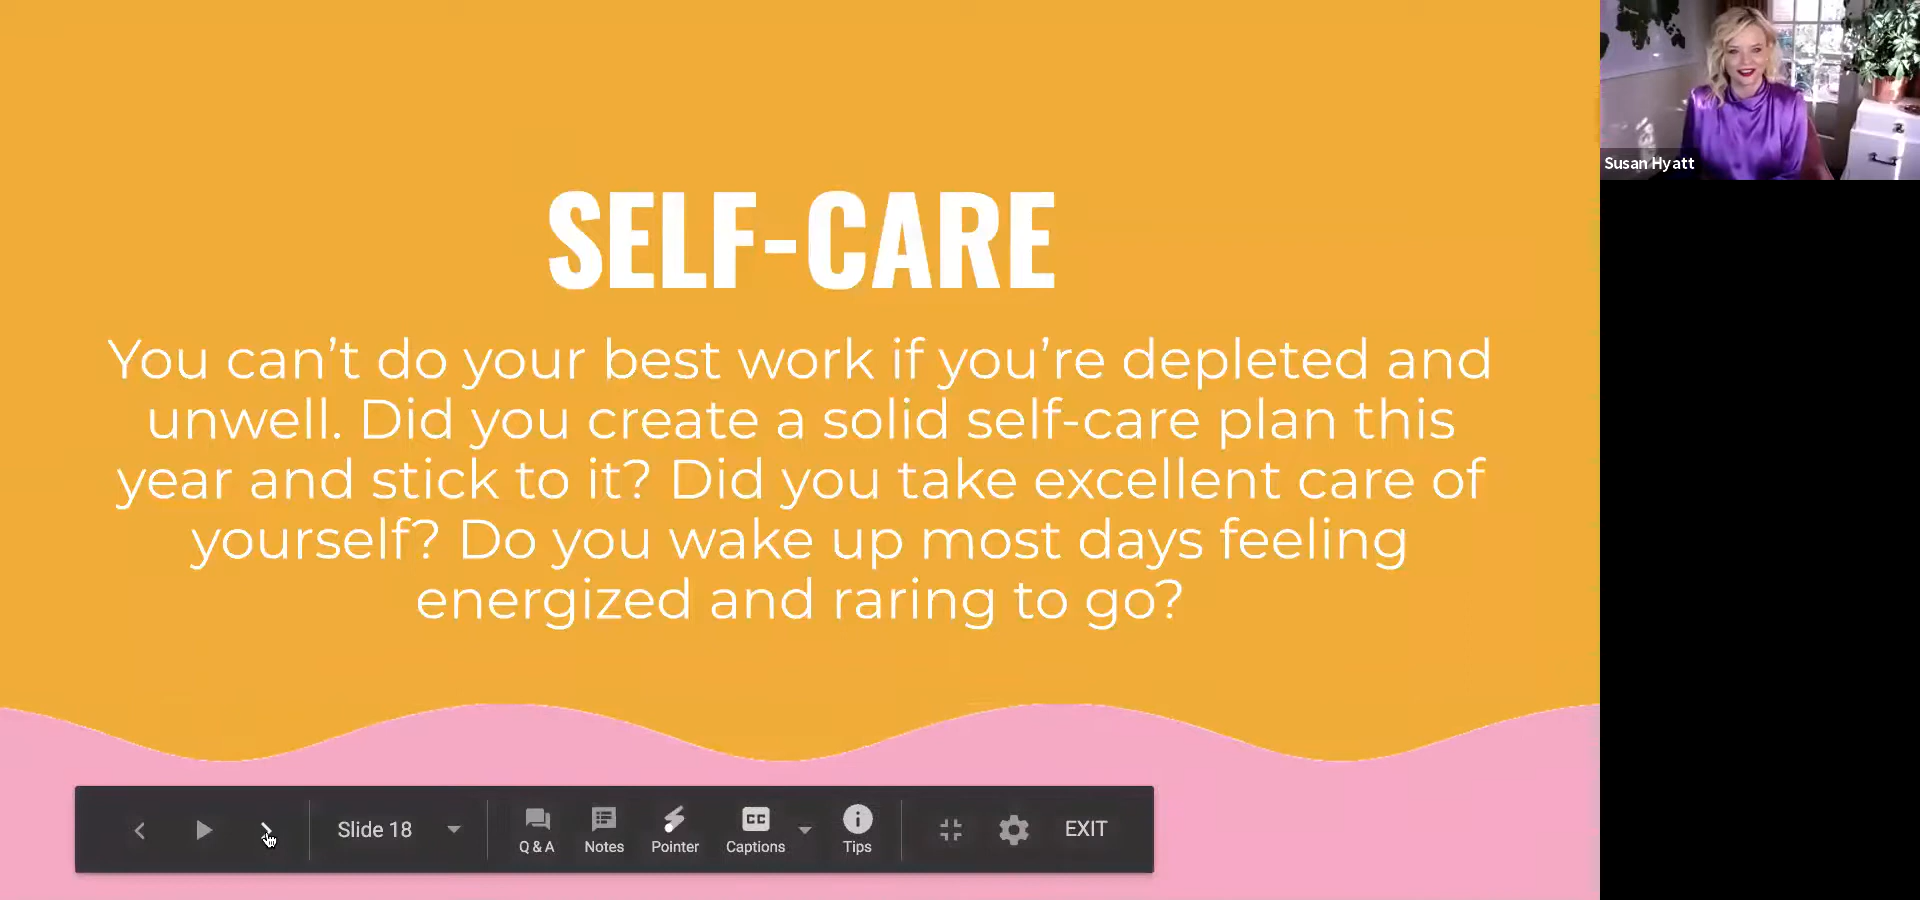 SELF-CARE
You can’t do your best work if you’re depleted and
unwell. Did you create a solid self-care plan this
year and stick to it? Did you take excellent care of
yourself? Do you wake up most days feeling
energized and raring to go?
Susan Hyatt
Slide 18
Q & A
Notes
Pointer
CC
Captions
Tips
EXIT